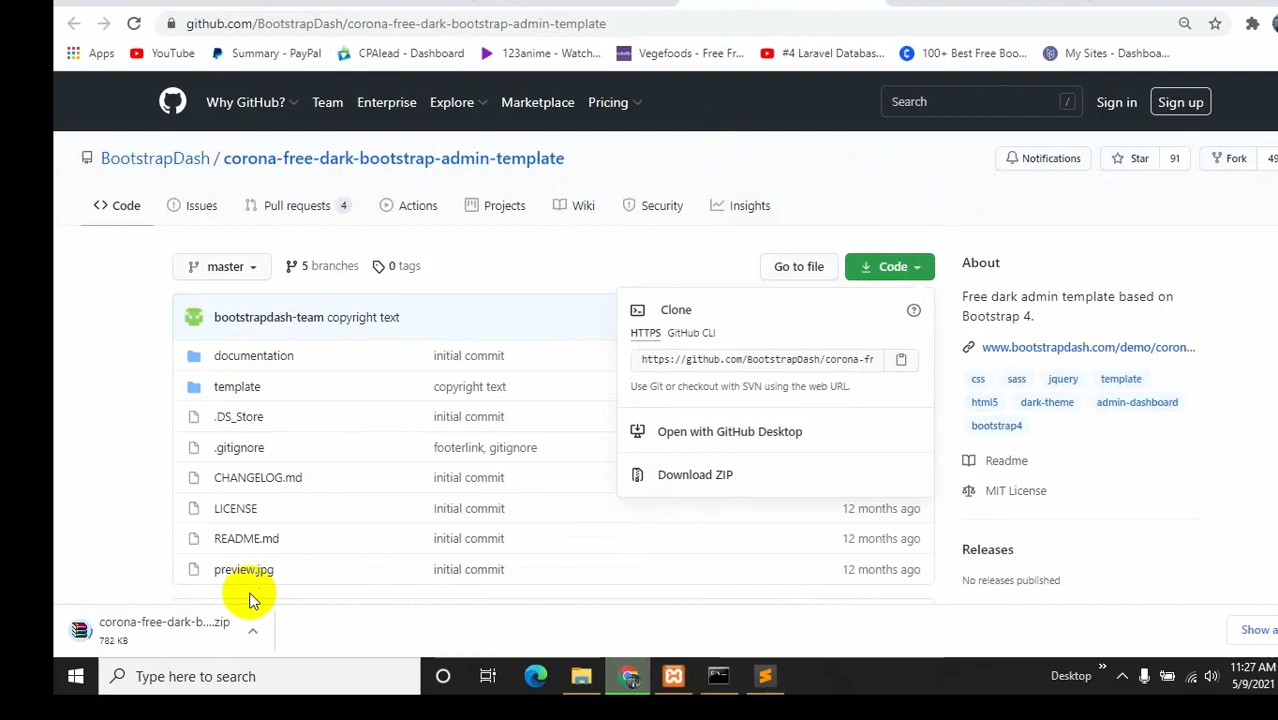 github.com/BootstrapDash/corona-free-dark-bootstrap-admin-template
Apps YouTube Summary - PayPal CPAlead - Dashboard 123anime - Watch... Vegefoods - Free Fr... #4 Laravel Databas... 100+ Best Free Boo... My Sites - Dashboa...
Why GitHub? Team Enterprise Explore Marketplace Pricing Search / Sign in Sign up
BootstrapDash / corona-free-dark-bootstrap-admin-template Notifications Star 91 Fork 49
<> Code Issues Pull requests 4 Actions Projects Wiki Security Insights
master 5 branches 0 tags Go to file Code
About
Free dark admin template based on
Bootstrap 4.
www.bootstrapdash.com/demo/coron...
css sass jquery template
html5 dark-theme admin-dashboard
bootstrap4
Readme
MIT License
Releases
No releases published
bootstrapdash-team copyright text
documentation initial commit
template copyright text
.DS_Store initial commit
.gitignore footerlink, gitignore
CHANGELOG.md initial commit
LICENSE Initial commit 12 months ago
README.md initial commit 12 months ago
preview.jpg initial commit 12 months ago
Clone
HTTPS GitHub CLI
https://github.com/BootstrapDash/corona-fr
Use Git or checkout with SVN using the web URL.
Open with GitHub Desktop
Download ZIP
corona-free-dark-b....zip
782 KB
Show a
Type here to search
Desktop
11:27 AM
5/9/2021